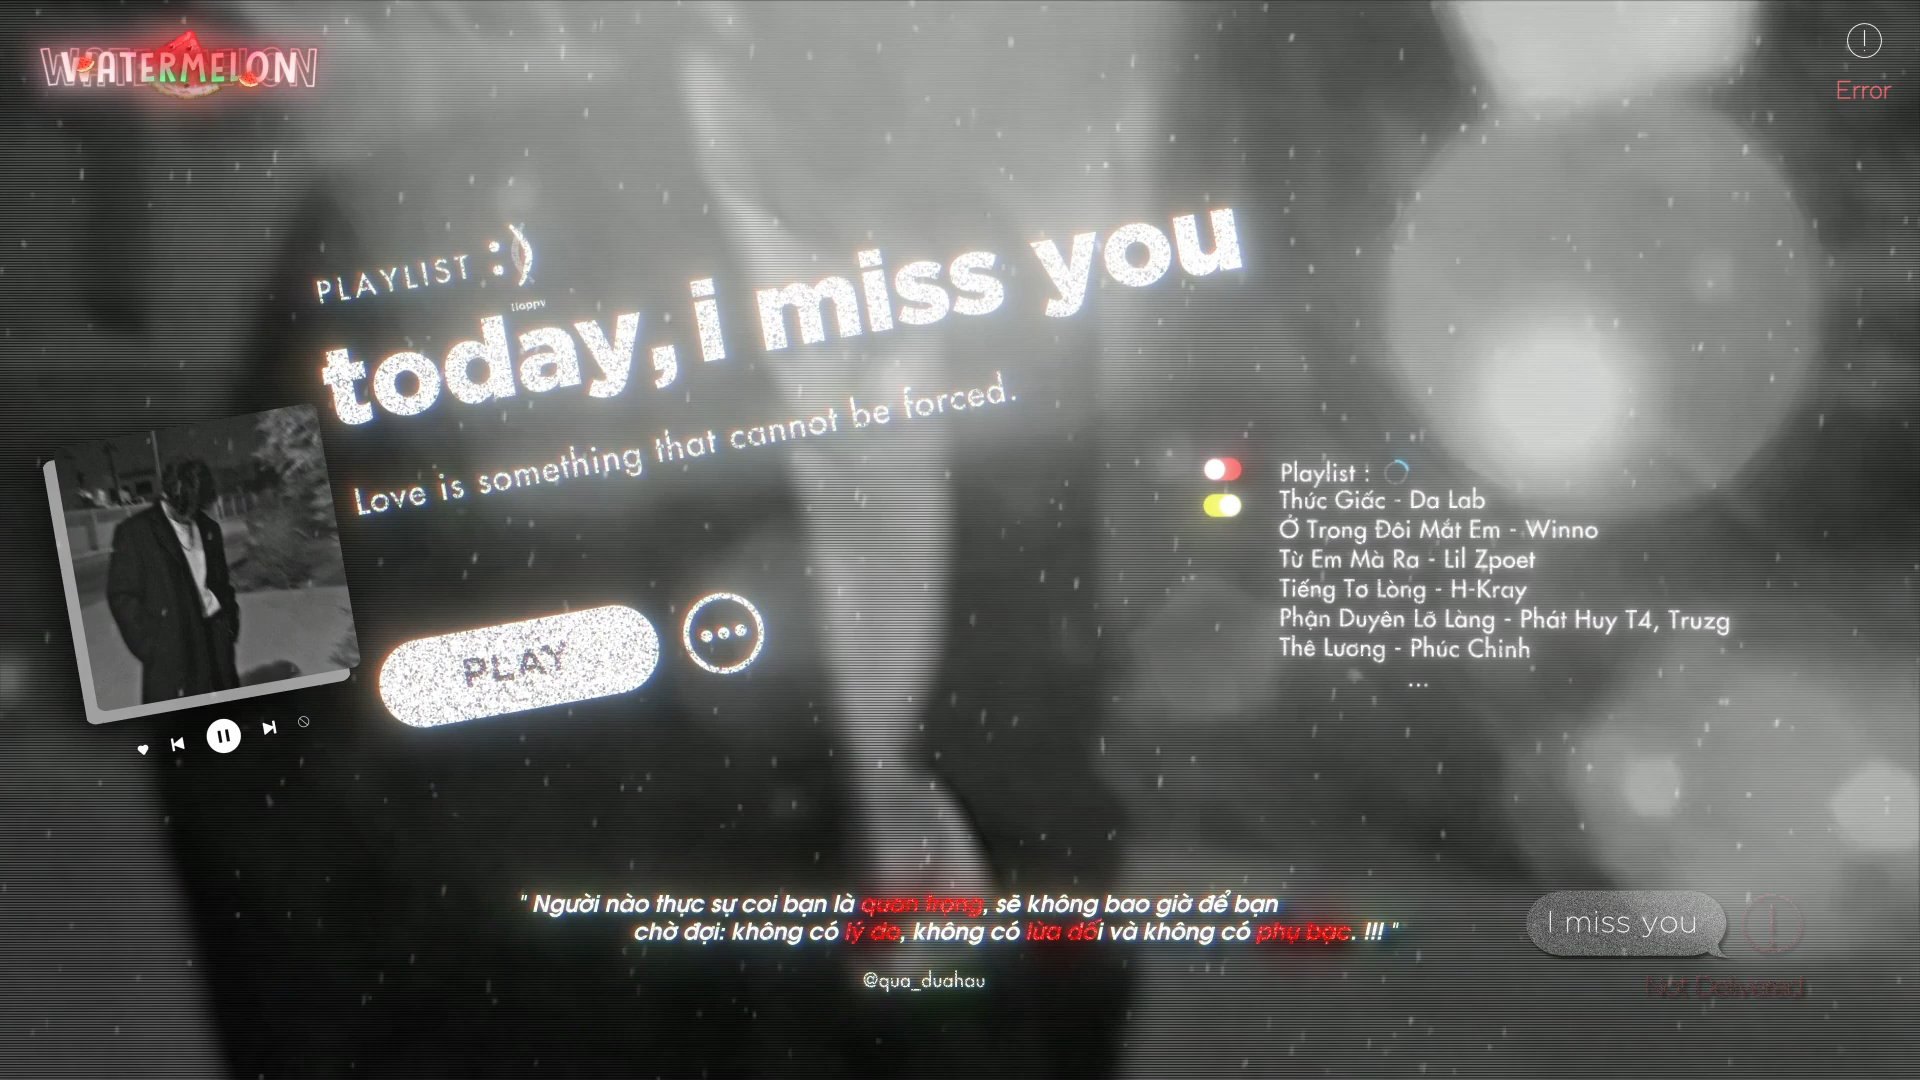 WATERMELON
Error
PLAYLIST :)
Happy
today, i miss you
Love is something that cannot be forced.
PLAY
Playlist :
Thức Giấc - Da Lab
Ở Trong Đôi Mắt Em - Winno
Từ Em Mà Ra - Lil Zpoet
Tiếng Tơ Lòng - H-Kray
Phận Duyên Lỡ Làng - Phát Huy T4, Truzg
Thê Lương - Phúc Chinh
...
" Người nào thực sự coi bạn là quan trọng, sẽ không bao giờ để bạn
chờ đợi: không có lý do, không có lừa dối và không có phụ bạc. !!! "
@qua_duahau
I miss you
Not Delivered